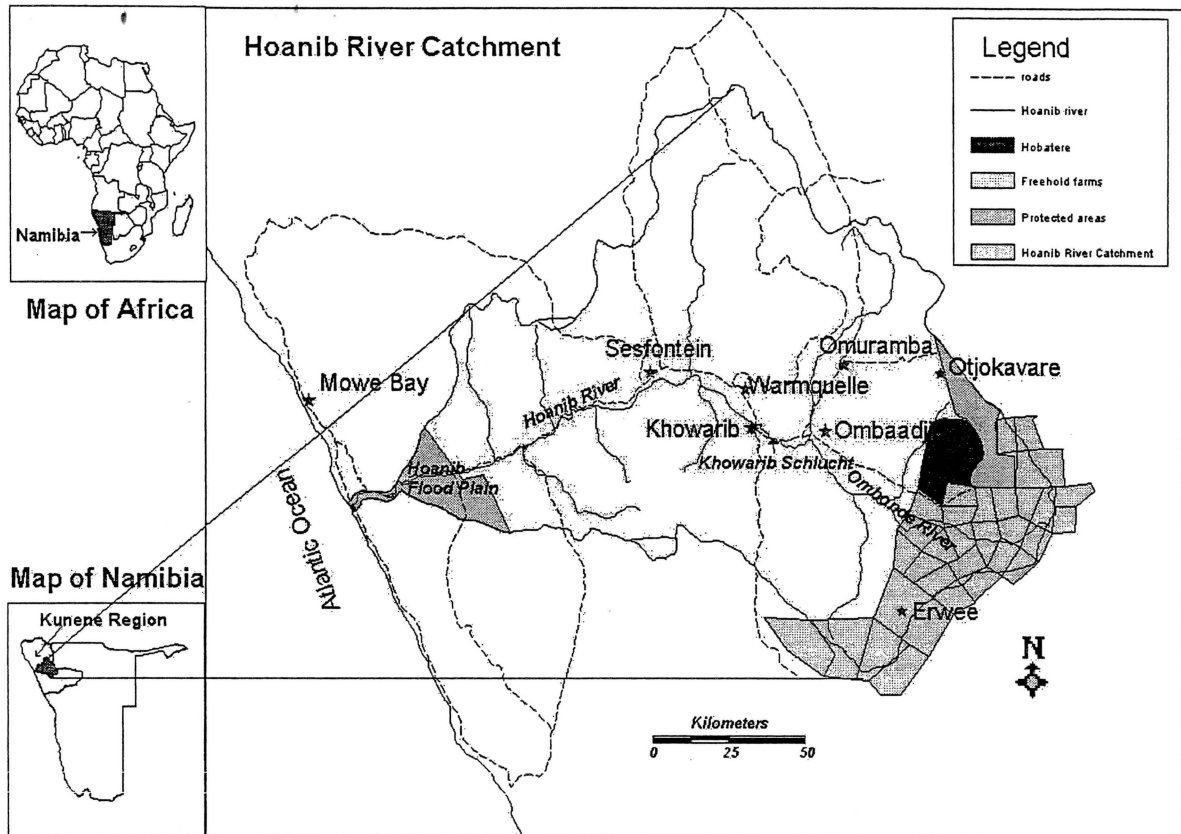 Hoanib River Catchment
Namibia
Map of Africa
Legend
roads
Hoanib river
Hobatere
Freehold farms
Protected areas
Hoanib River Catchment
Mowe Bay
Sesfontein
Hoanib River
Omuramba
Otjokavare
Warmquelle
Khowarib
Ombaadji
Khowarib Schlucht
Hoanib
Flood Plain
Ombonde River
Atlantic Ocean
Erwee
Map of Namibia
Kunene Region
N
Kilometers
0 25 50